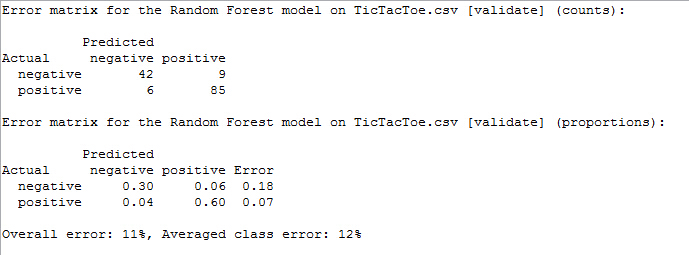 Error matrix for the Random Forest model on TicTacToe.csv [validate] (counts):
Predicted
Actual negative positive
negative 42 9
positive 6 85
Error matrix for the Random Forest model on TicTacToe.csv [validate] (proportions):
Predicted
Actual negative positive Error
negative 0.30 0.06 0.18
positive 0.04 0.60 0.07
Overall error: 11%, Averaged class error: 12%